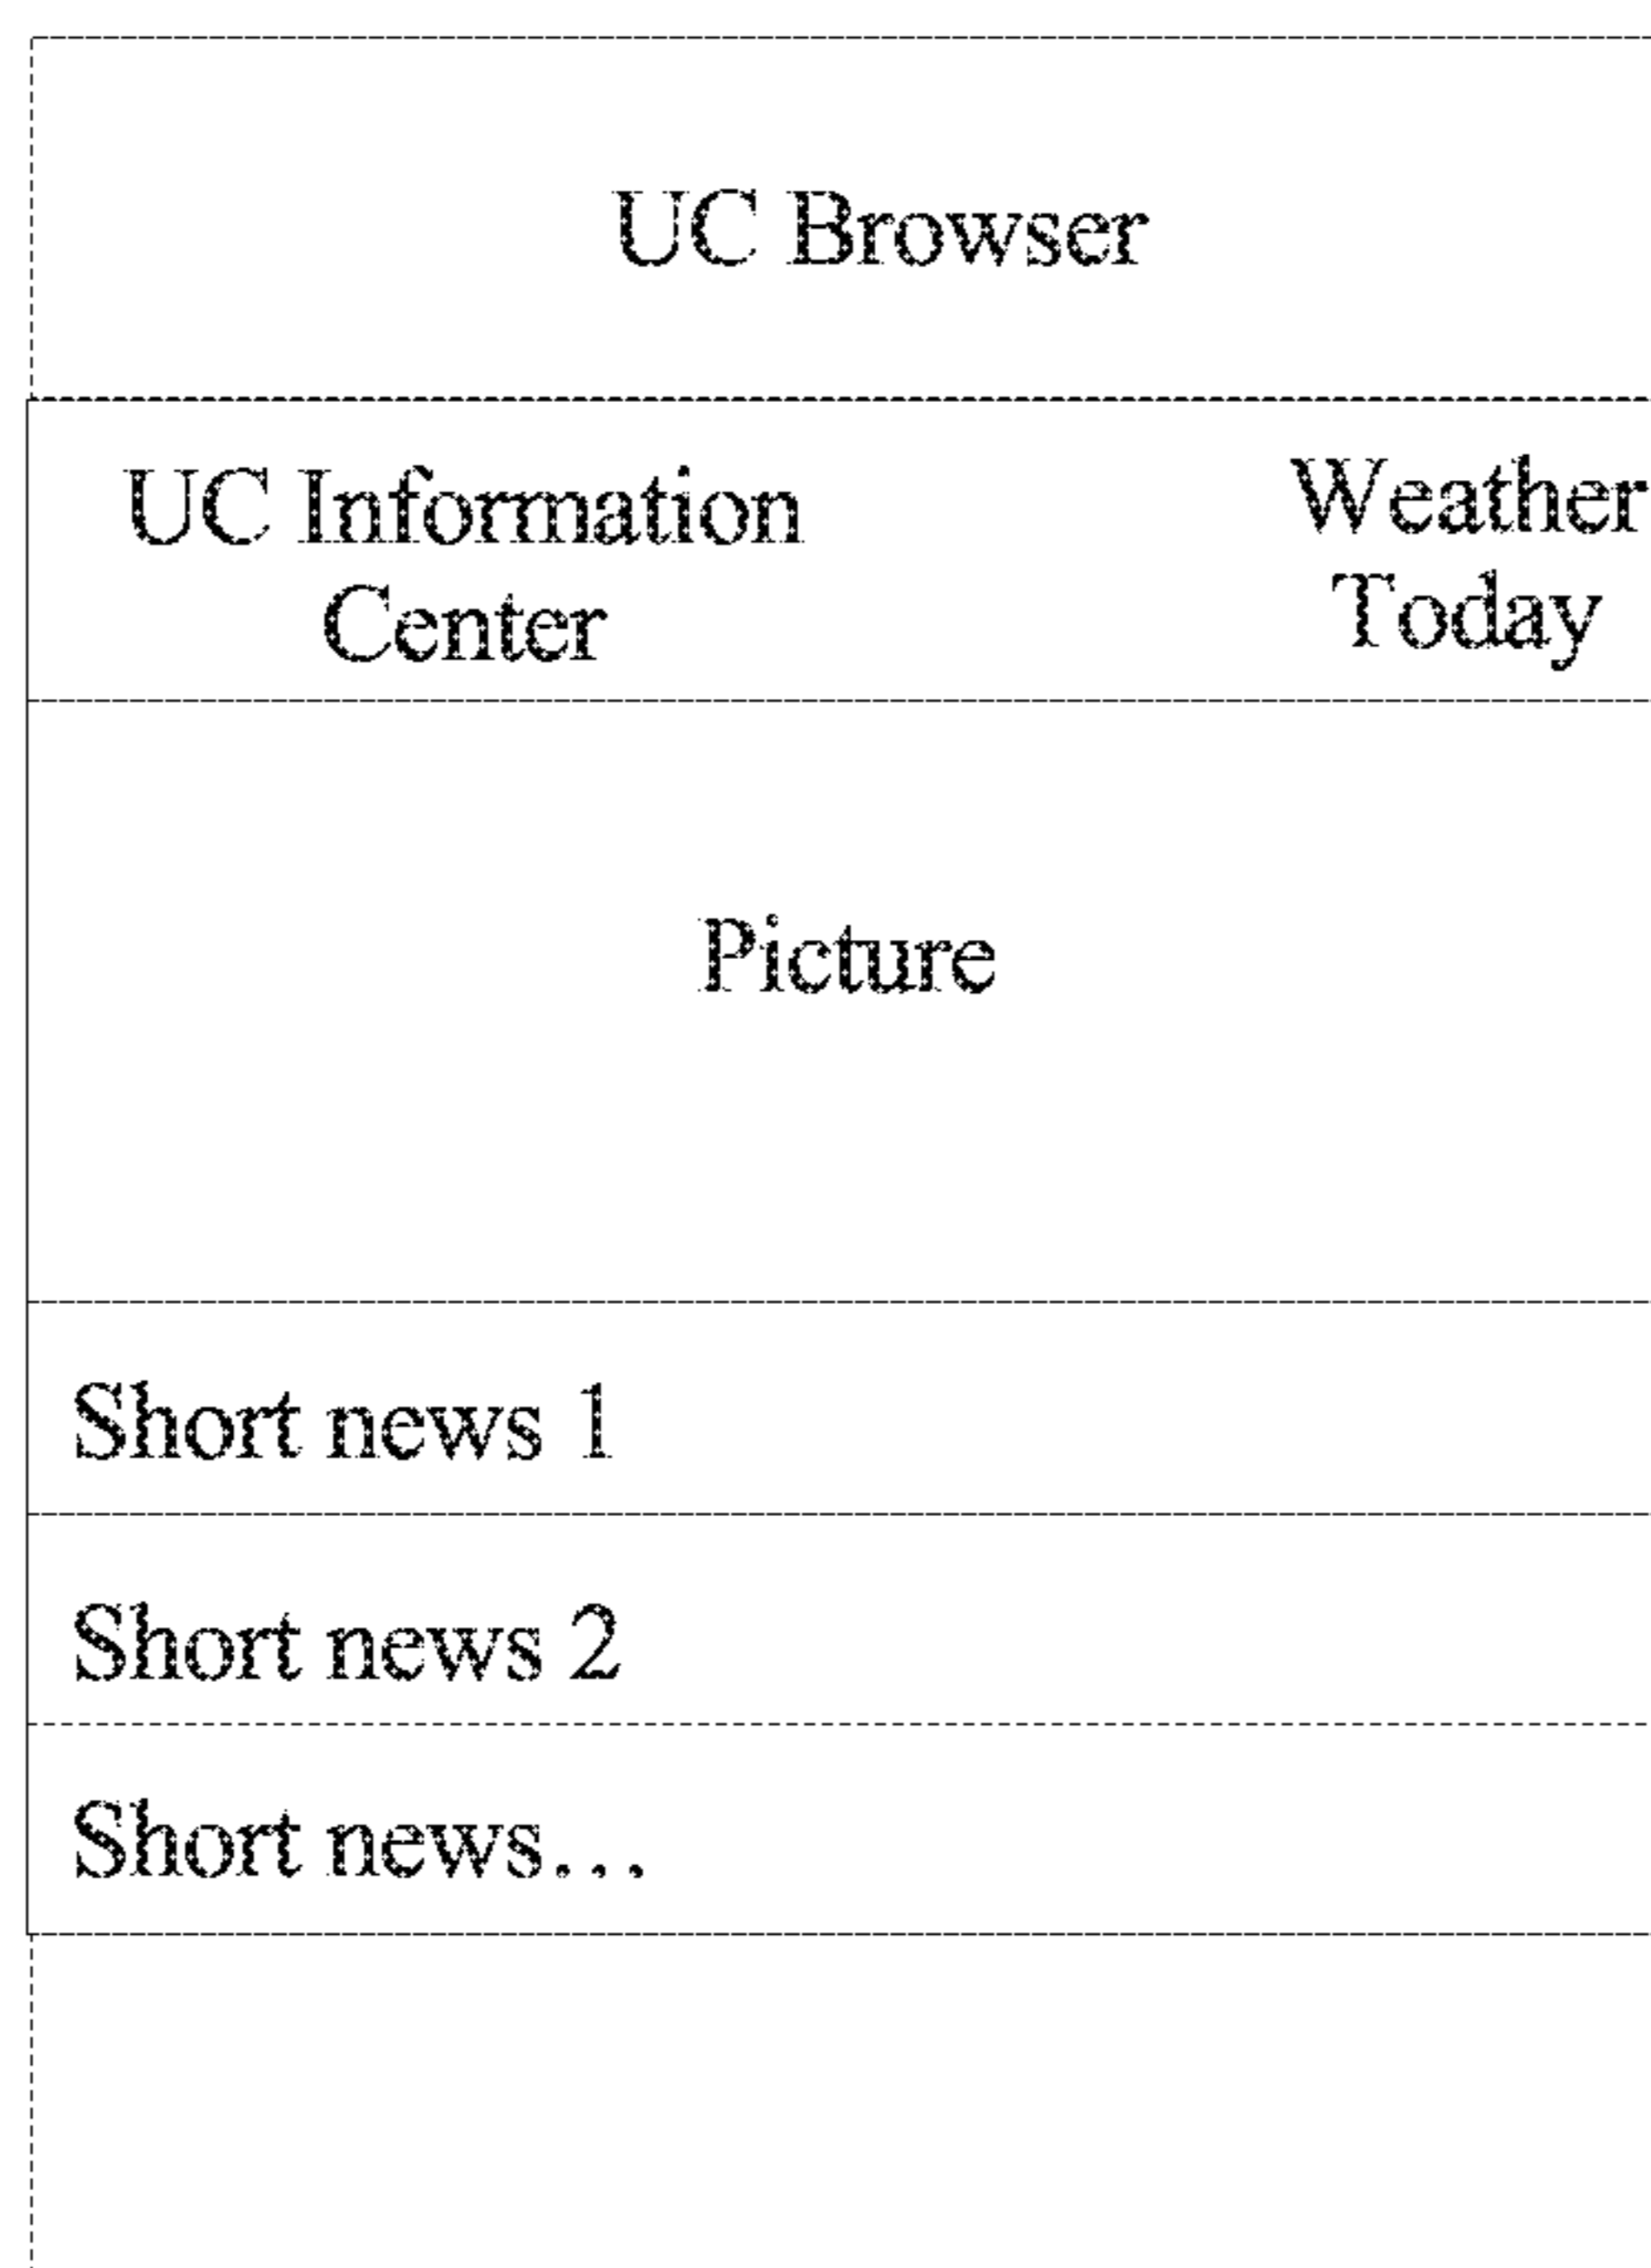 UC Browser
UC Information
Center
Weather
Today
Picture
Short news 1
Short news 2
Short news…